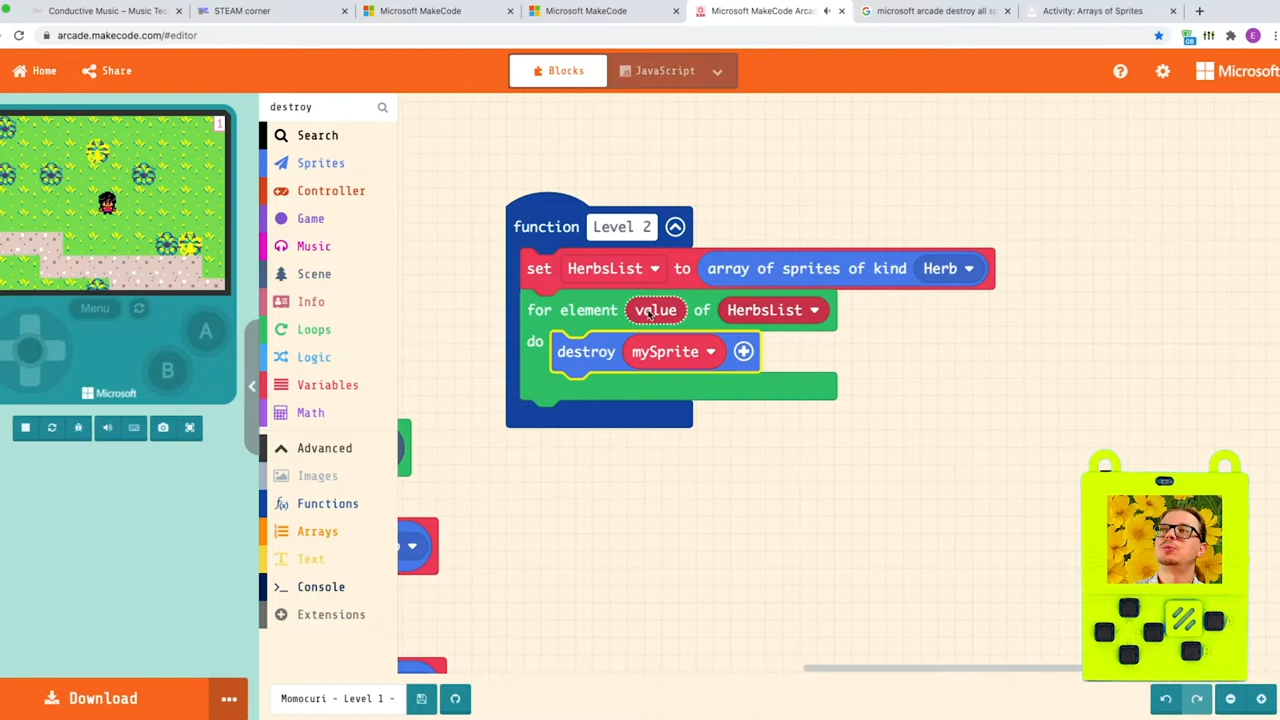 Conductive Music – Music Tec
STEAM corner
Microsoft MakeCode
Microsoft MakeCode
Microsoft MakeCode Arca
microsoft arcade destroy all sp
Activity: Arrays of Sprites
arcade.makecode.com/#editor
Home
Share
Blocks
JavaScript
Microsoft
1
Menu
A
B
Microsoft
destroy
Search
Sprites
Controller
Game
Music
Scene
Info
Loops
Logic
Variables
Math
Advanced
Images
Functions
Arrays
Text
Console
Extensions
function Level 2
set HerbsList to array of sprites of kind Herb
for element value of HerbsList
do
destroy mySprite
Download
Momocuri - Level 1 -